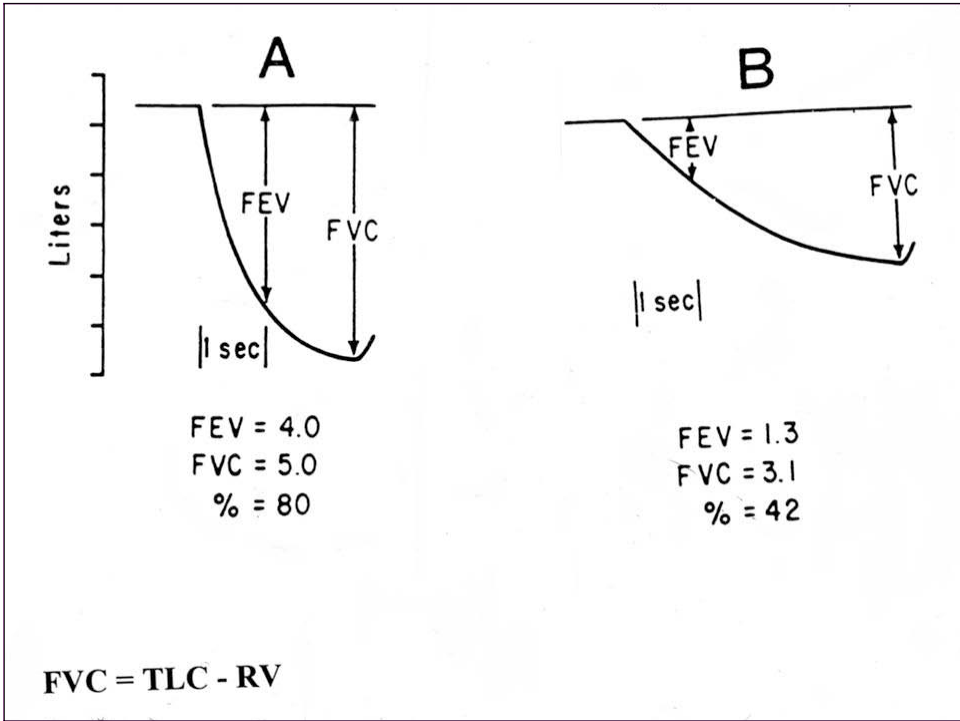 A
B
Liters
FEV
FVC
FEV
FVC
1 sec
1 sec
FEV = 4.0
FVC = 5.0
% = 80
FEV = 1.3
FVC = 3.1
% = 42
FVC = TLC - RV